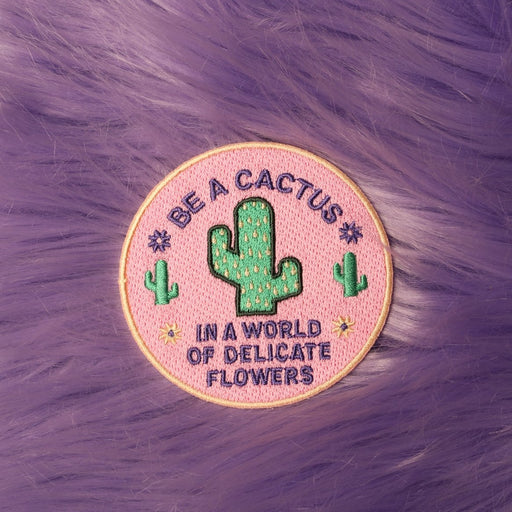 BE A CACTUS
IN A WORLD
OF DELICATE
FLOWERS